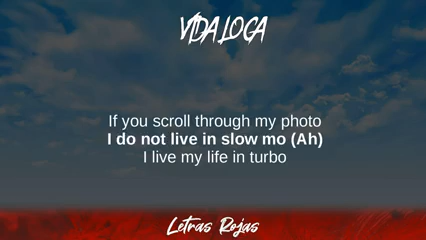 VIDA LOCA
If you scroll through my photo
I do not live in slow mo (Ah)
I live my life in turbo
Letras Rojas